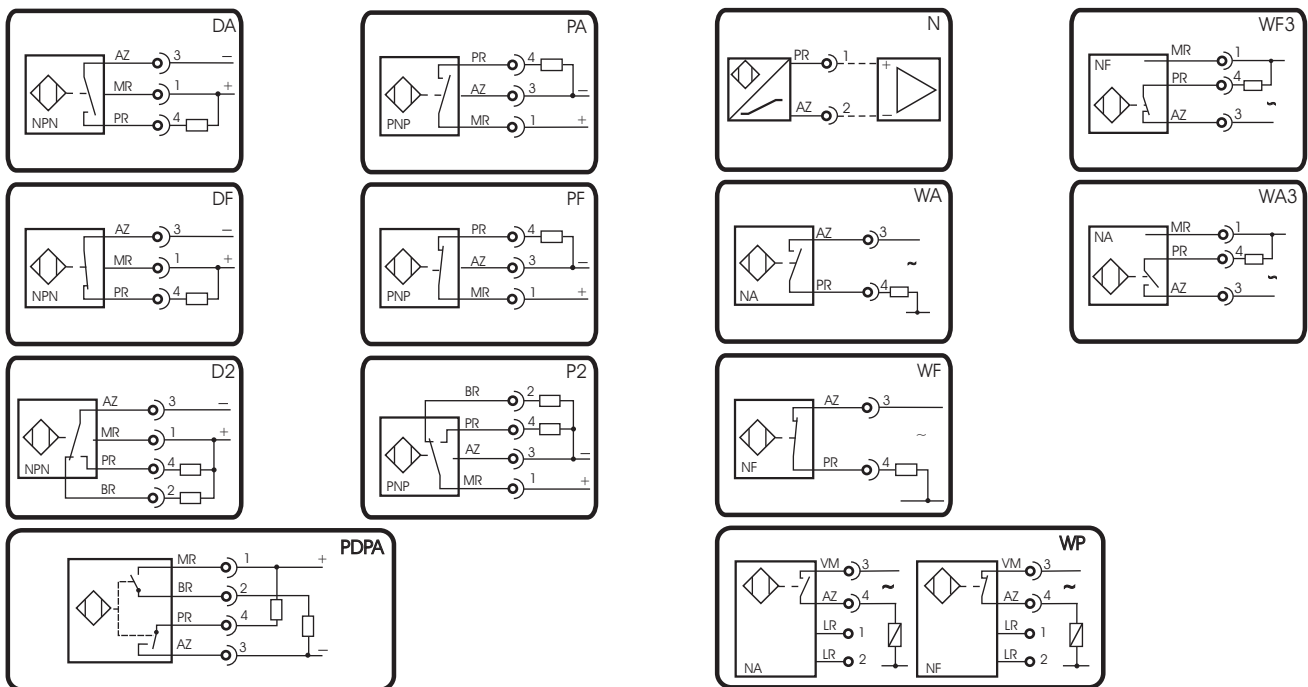 DA
AZ 3 –
MR 1 +
PR 4
NPN
PA
PR 4
AZ 3 –
MR 1 +
PNP
N
PR 1 +
AZ 2 –
WF3
NF
MR 1
PR 4
~
AZ 3
DF
AZ 3 –
MR 1 +
PR 4
NPN
PF
PR 4
AZ 3 –
MR 1 +
PNP
WA
AZ 3
~
PR 4
NA
WA3
NA
MR 1
PR 4
~
AZ 3
D2
AZ 3 –
MR 1 +
PR 4
NPN
BR 2
P2
BR 2
PR 4
AZ 3 –
MR 1 +
PNP
WF
AZ 3
~
PR 4
NF
PDPA
MR 1 +
BR 2
PR 4
AZ 3 –
WP
VM 3
~
AZ 4
LR 1
LR 2
NA
VM 3
~
AZ 4
LR 1
LR 2
NF